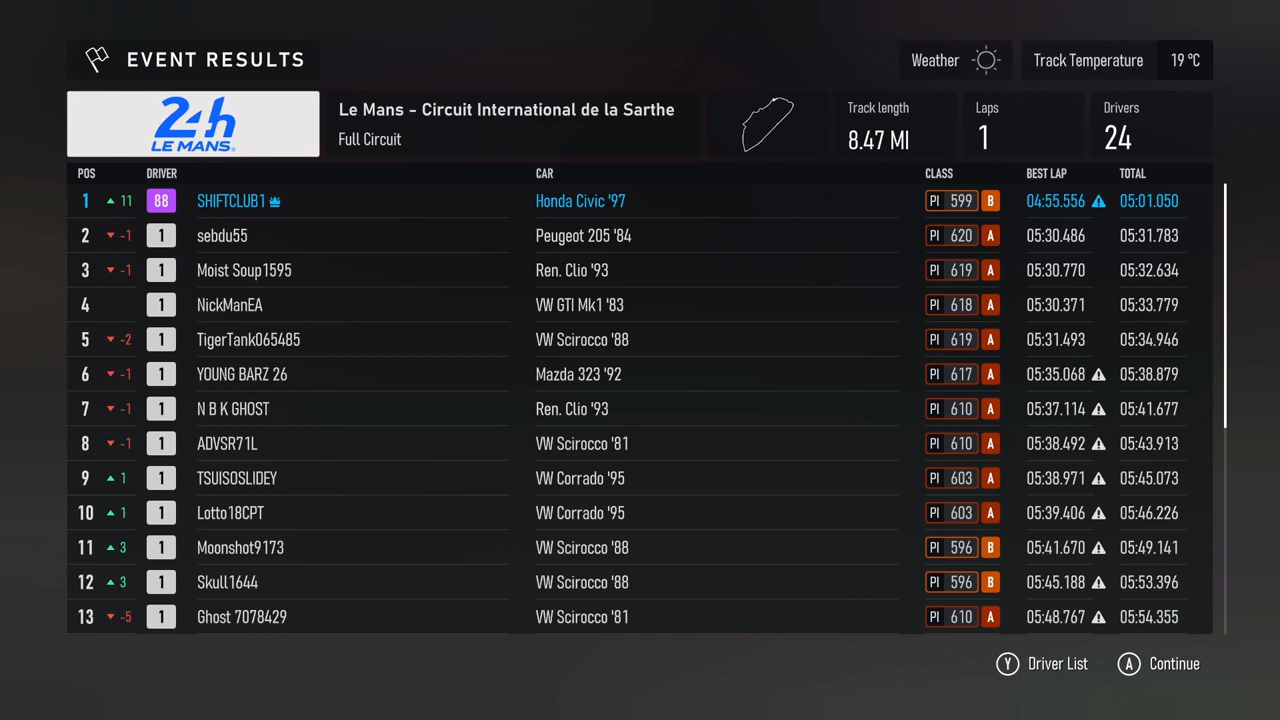 EVENT RESULTS
Weather
Track Temperature 19 ºC
24h
LE MANS
Le Mans - Circuit International de la Sarthe
Full Circuit
Track length
8.47 MI
Laps
1
Drivers
24
POS DRIVER CAR CLASS BEST LAP TOTAL
1 11 88 SHIFTCLUB1 Honda Civic '97 PI 599 B 04:55.556 05:01.050
2 -1 1 sebdu55 Peugeot 205 '84 PI 620 A 05:30.486 05:31.783
3 -1 1 Moist Soup1595 Ren. Clio '93 PI 619 A 05:30.770 05:32.634
4 1 NickManEA VW GTI Mk1 '83 PI 618 A 05:30.371 05:33.779
5 -2 1 TigerTank065485 VW Scirocco '88 PI 619 A 05:31.493 05:34.946
6 -1 1 YOUNG BARZ 26 Mazda 323 '92 PI 617 A 05:35.068 05:38.879
7 -1 1 N B K GHOST Ren. Clio '93 PI 610 A 05:37.114 05:41.677
8 -1 1 ADVSR71L VW Scirocco '81 PI 610 A 05:38.492 05:43.913
9 1 1 TSUISOSLIDEY VW Corrado '95 PI 603 A 05:38.971 05:45.073
10 1 1 Lotto18CPT VW Corrado '95 PI 603 A 05:39.406 05:46.226
11 3 1 Moonshot9173 VW Scirocco '88 PI 596 B 05:41.670 05:49.141
12 3 1 Skull1644 VW Scirocco '88 PI 596 B 05:45.188 05:53.396
13 -5 1 Ghost 7078429 VW Scirocco '81 PI 610 A 05:48.767 05:54.355
Y Driver List A Continue